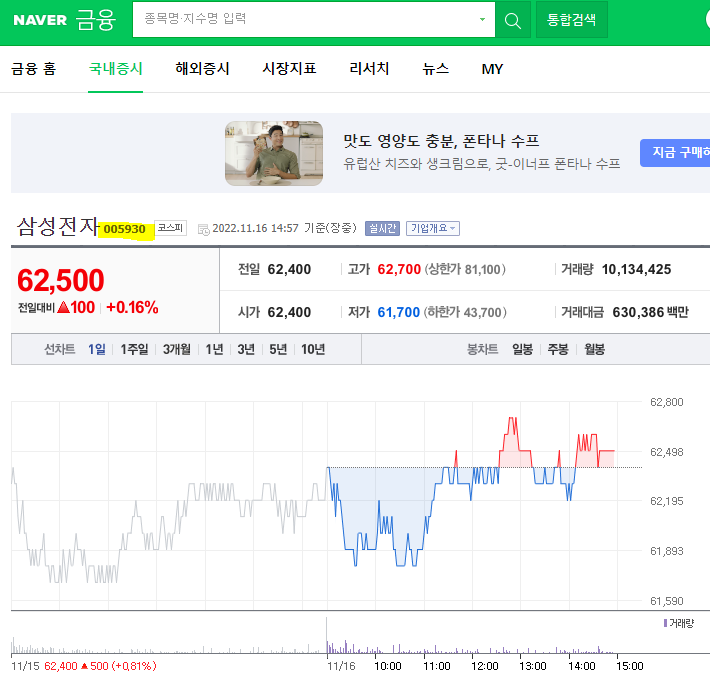 NAVER 금융 종목명·지수명 입력 통합검색
금융 홈 국내증시 해외증시 시장지표 리서치 뉴스 MY
맛도 영양도 충분, 폰타나 수프
유럽산 치즈와 생크림으로, 굿-이너프 폰타나 수프
지금 구매하
삼성전자 005930 코스피 2022.11.16 14:57 기준(장중) 실시간 기업개요
62,500
전일대비 ▲100 +0.16%
전일 62,400 고가 62,700 (상한가 81,100) 거래량 10,134,425
시가 62,400 저가 61,700 (하한가 43,700) 거래대금 630,386 백만
선차트 1일 1주일 3개월 1년 3년 5년 10년 봉차트 일봉 주봉 월봉
62,800
62,498
62,195
61,893
61,590
거래량
11/15 62,400 ▲500 (+0,81%) 11/16 10:00 11:00 12:00 13:00 14:00 15:00